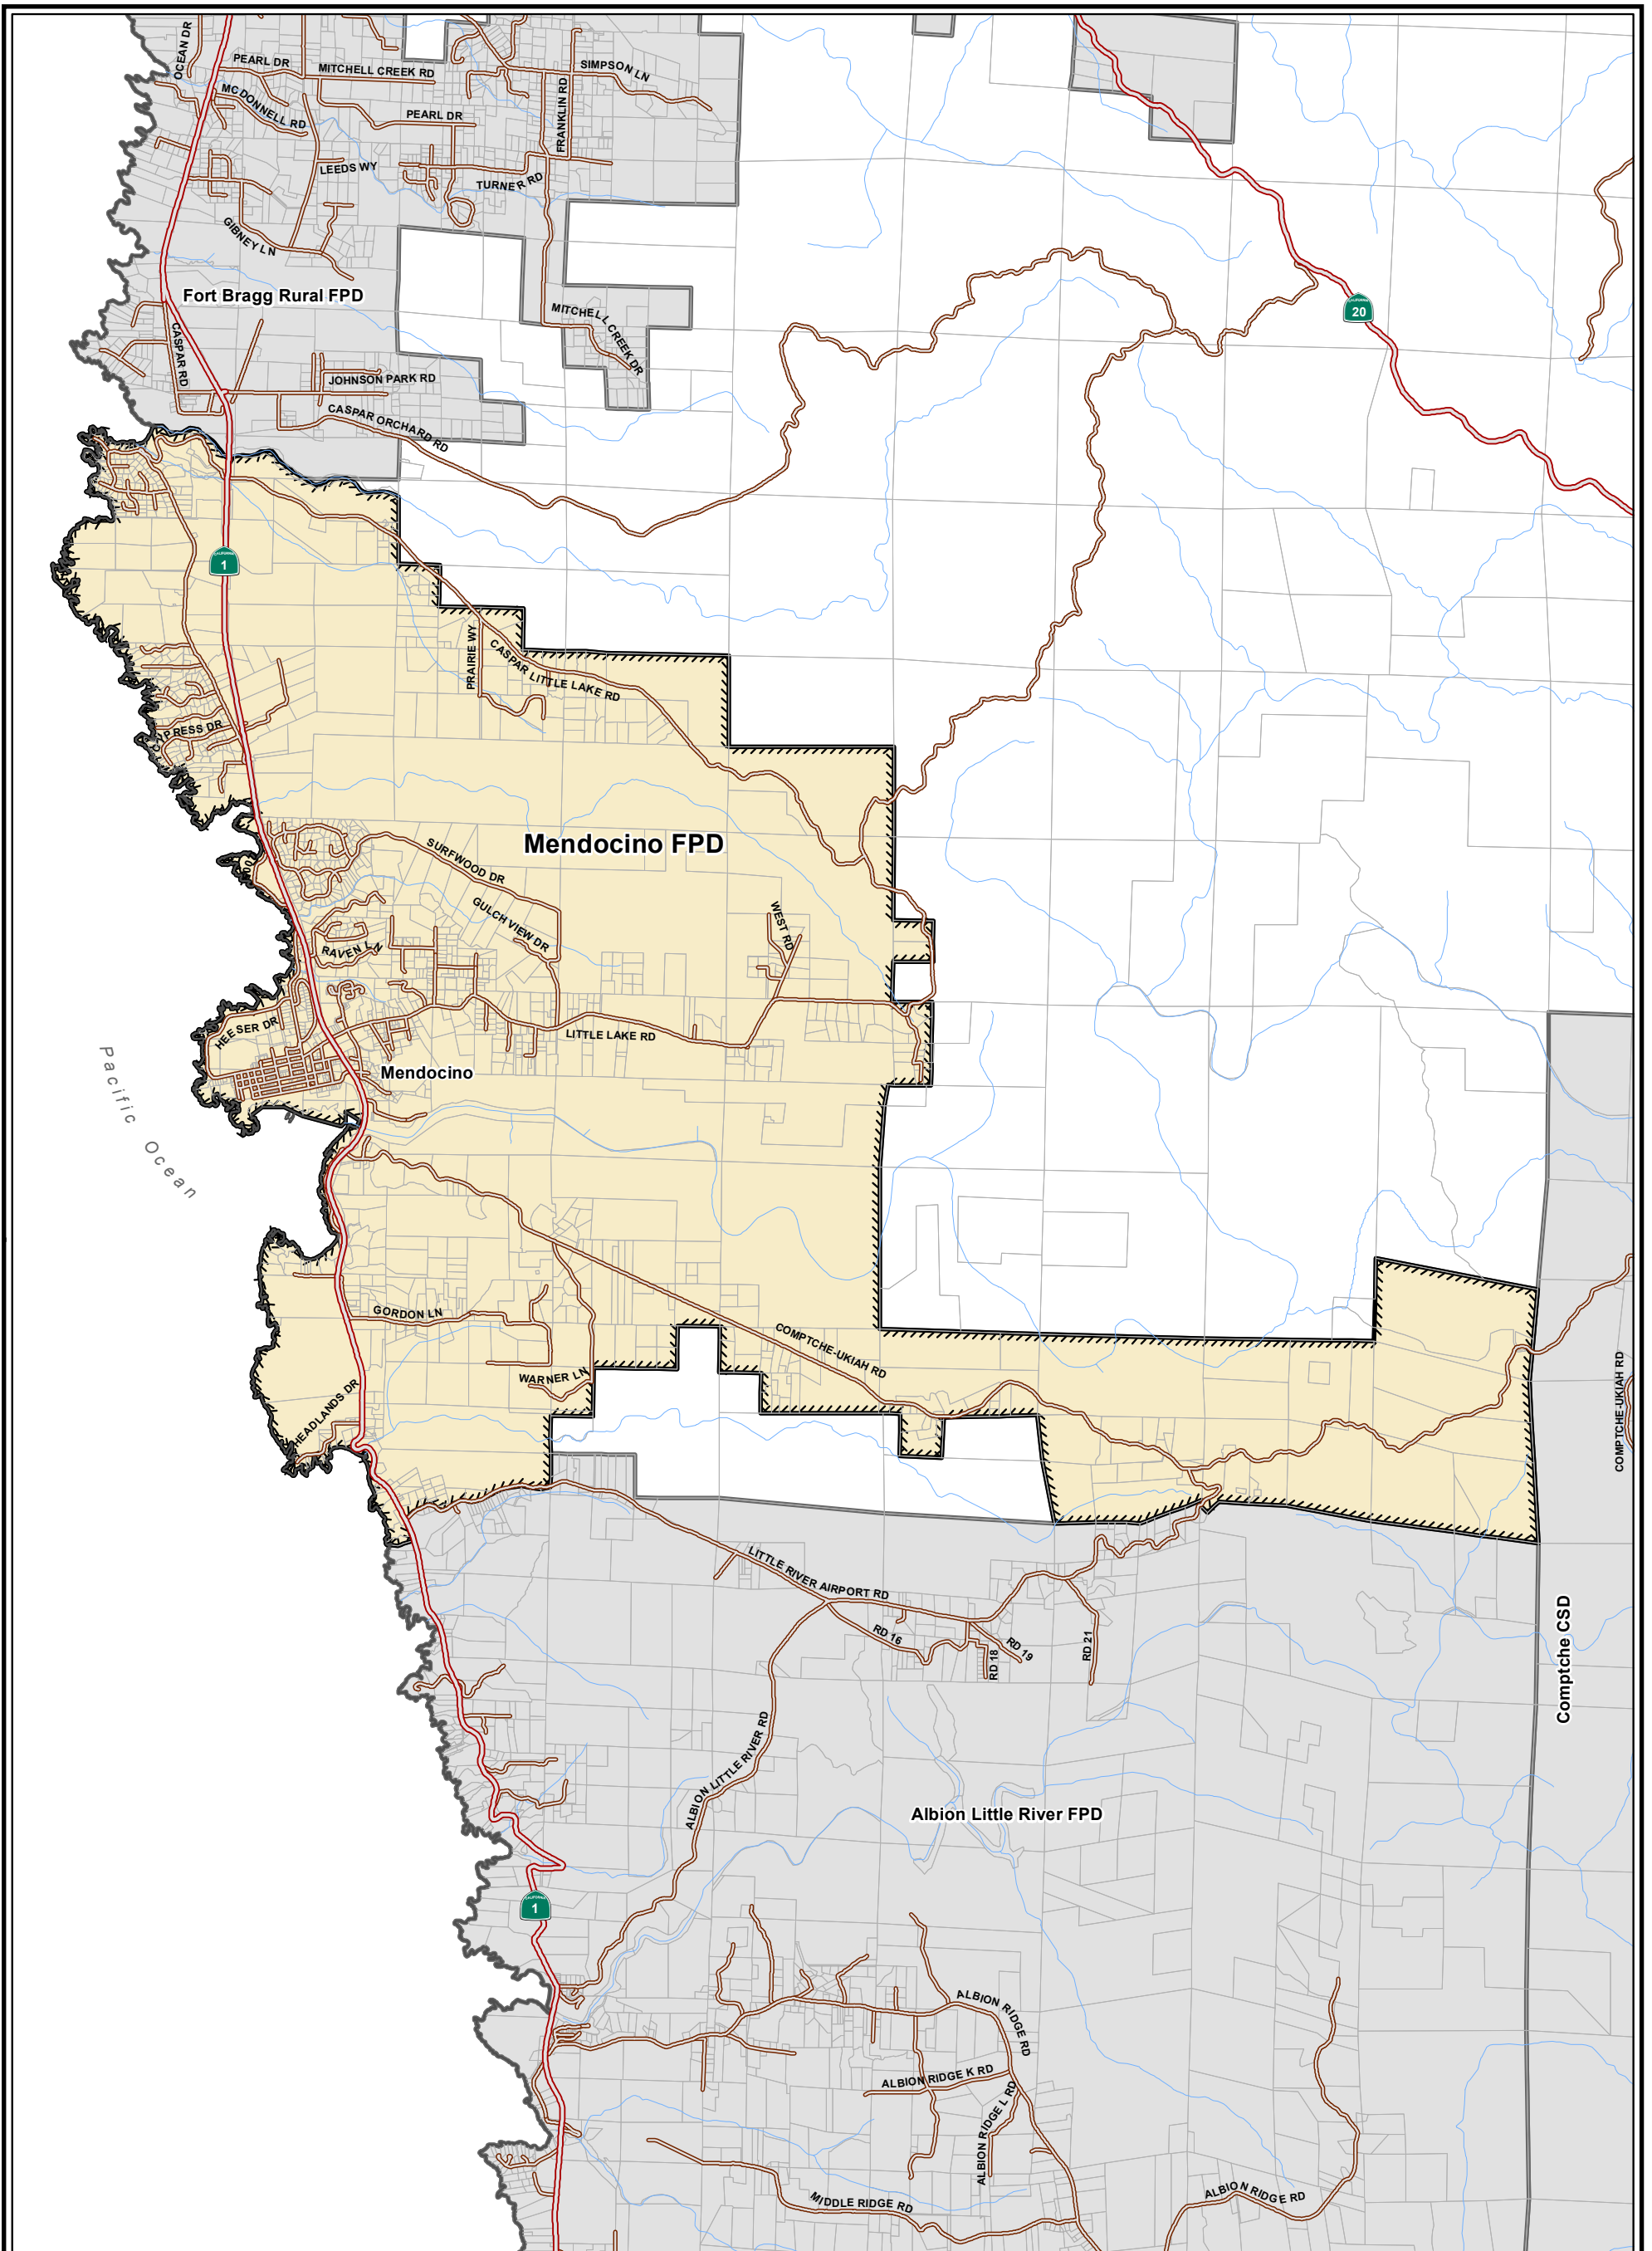 OCEAN DR
PEARL DR
MITCHELL CREEK RD
SIMPSON LN
MC DONNELL RD
PEARL DR
FRANKLIN RD
LEEDS WY
TURNER RD
GIBNEY LN
Fort Bragg Rural FPD
MITCHELL CREEK DR
CALIFORNIA
20
CASPAR RD
JOHNSON PARK RD
CASPAR ORCHARD RD
CALIFORNIA
1
PRAIRIE WY
CASPAR LITTLE LAKE RD
CYPRESS DR
Mendocino FPD
SURFWOOD DR
GULCH VIEW DR
WEST RD
RAVEN LN
HEESER DR
LITTLE LAKE RD
Mendocino
Pacific Ocean
GORDON LN
COMPTCHE-UKIAH RD
WARNER LN
HEADLANDS DR
COMPTCHE-UKIAH RD
LITTLE RIVER AIRPORT RD
RD 16
RD 18
RD 19
RD 21
Comptche CSD
ALBION LITTLE RIVER RD
Albion Little River FPD
CALIFORNIA
1
ALBION RIDGE RD
ALBION RIDGE K RD
ALBION RIDGE L RD
MIDDLE RIDGE RD
ALBION RIDGE RD